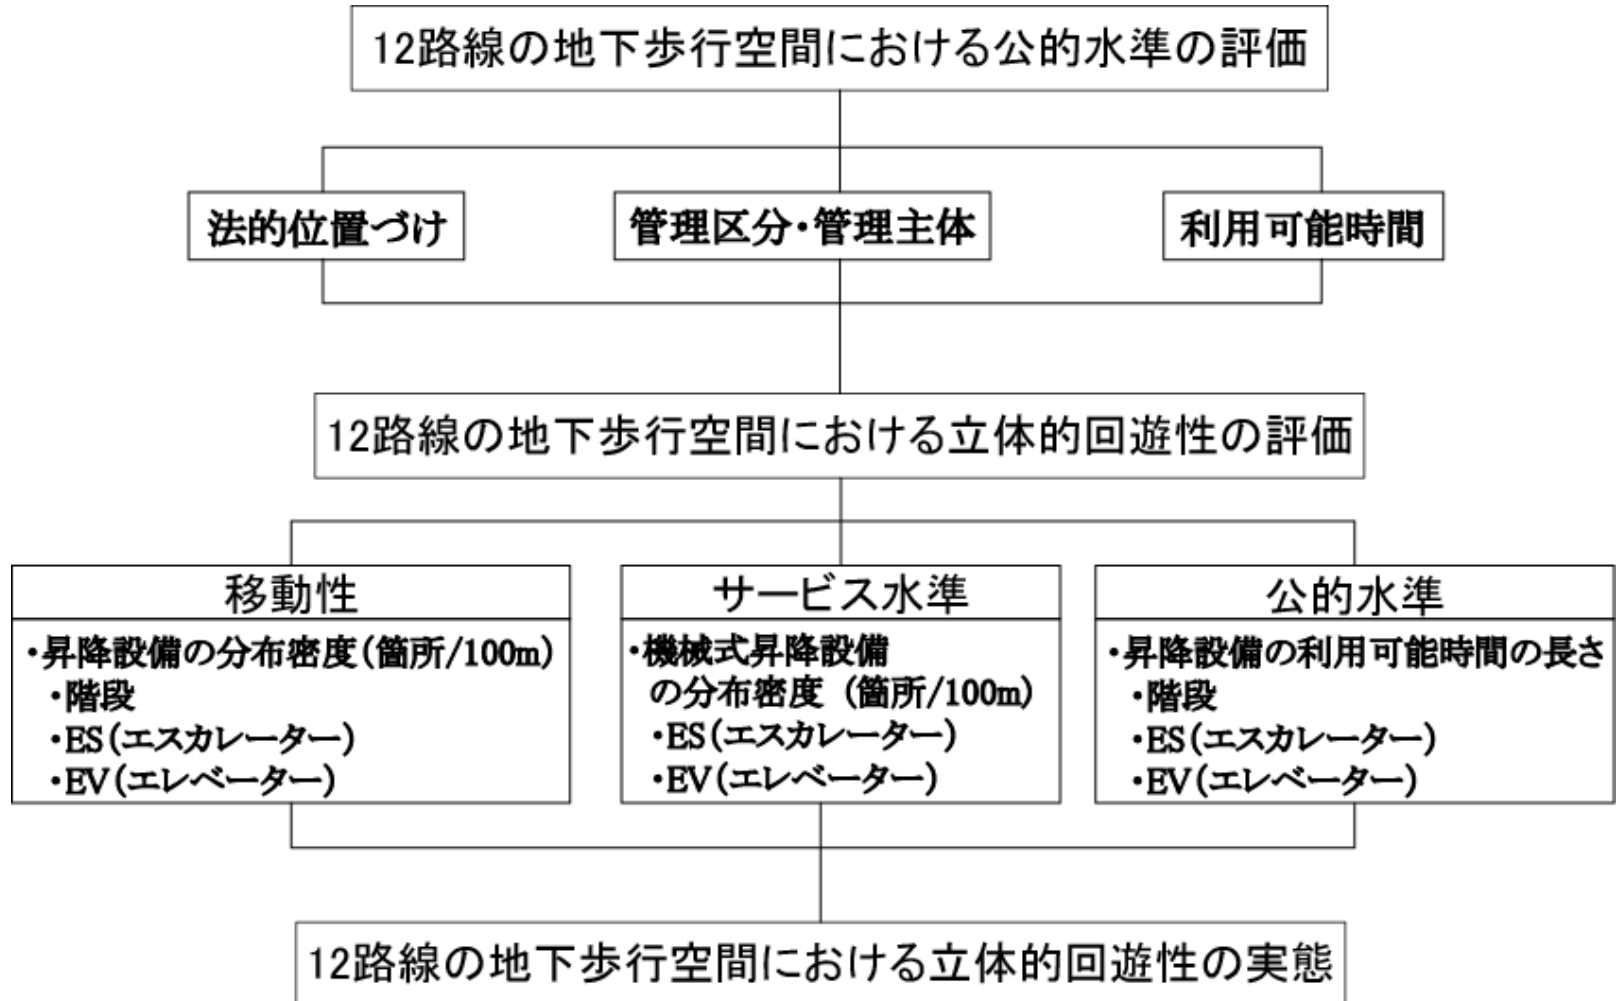 12路線の地下歩行空間における公的水準の評価
法的位置づけ
管理区分・管理主体
利用可能時間
12路線の地下歩行空間における立体的回遊性の評価
移動性
・昇降設備の分布密度(箇所/100m)
・階段
・ES(エスカレーター)
・EV(エレベーター)
サービス水準
・機械式昇降設備
の分布密度 (箇所/100m)
・ES(エスカレーター)
・EV(エレベーター)
公的水準
・昇降設備の利用可能時間の長さ
・階段
・ES(エスカレーター)
・EV(エレベーター)
12路線の地下歩行空間における立体的回遊性の実態